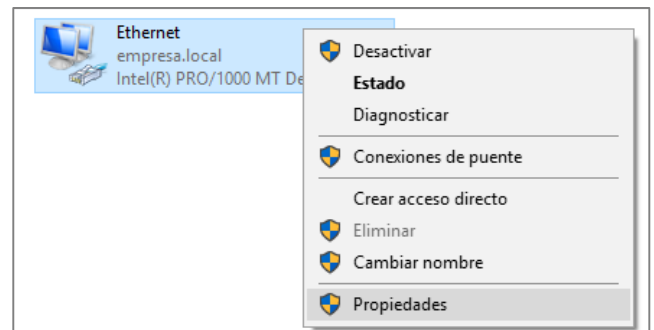 Ethernet
empresa.local
Intel(R) PRO/1000 MT De
Desactivar
Estado
Diagnosticar
Conexiones de puente
Crear acceso directo
Eliminar
Cambiar nombre
Propiedades